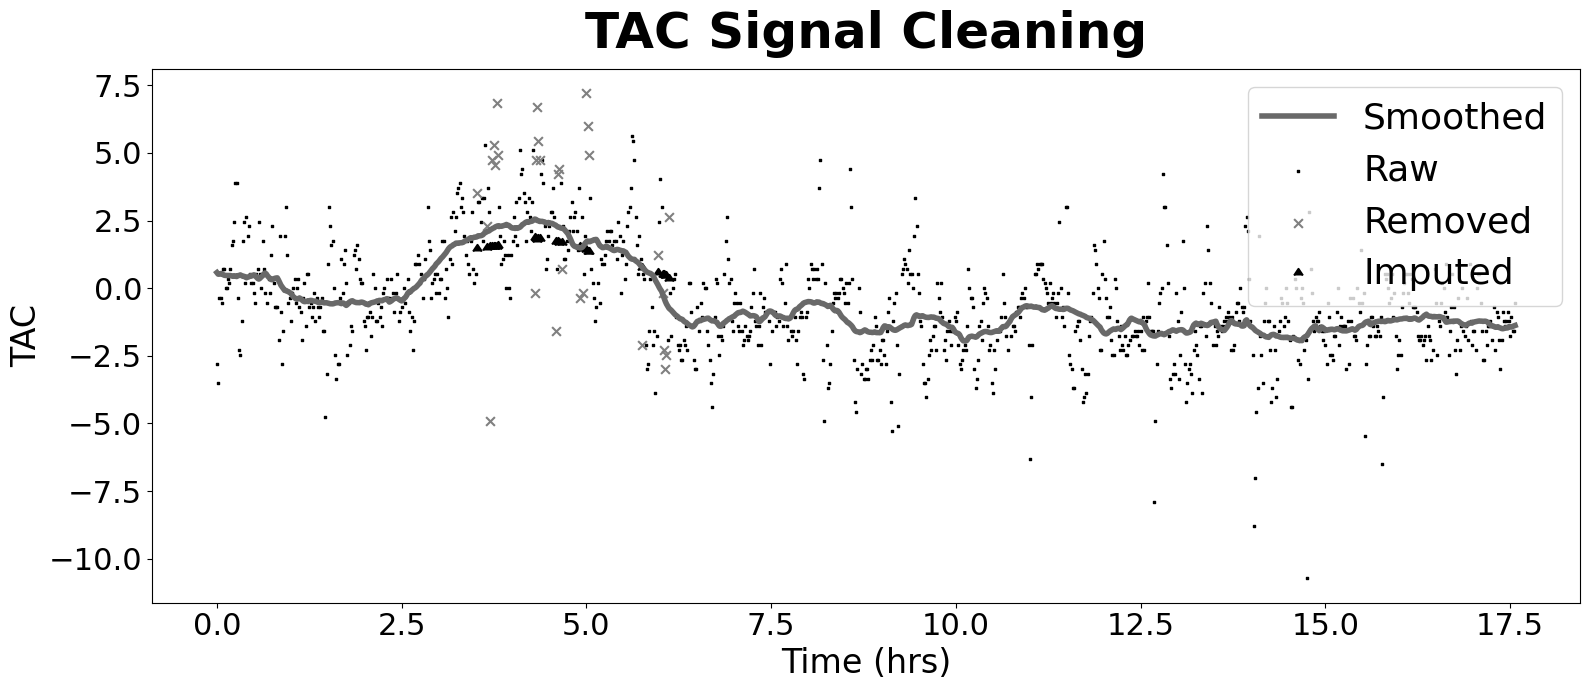 TAC Signal Cleaning
7.5
5.0
2.5
0.0
−2.5
−5.0
−7.5
−10.0
TAC
Smoothed
Raw
Removed
Imputed
0.0 2.5 5.0 7.5 10.0 12.5 15.0 17.5
Time (hrs)